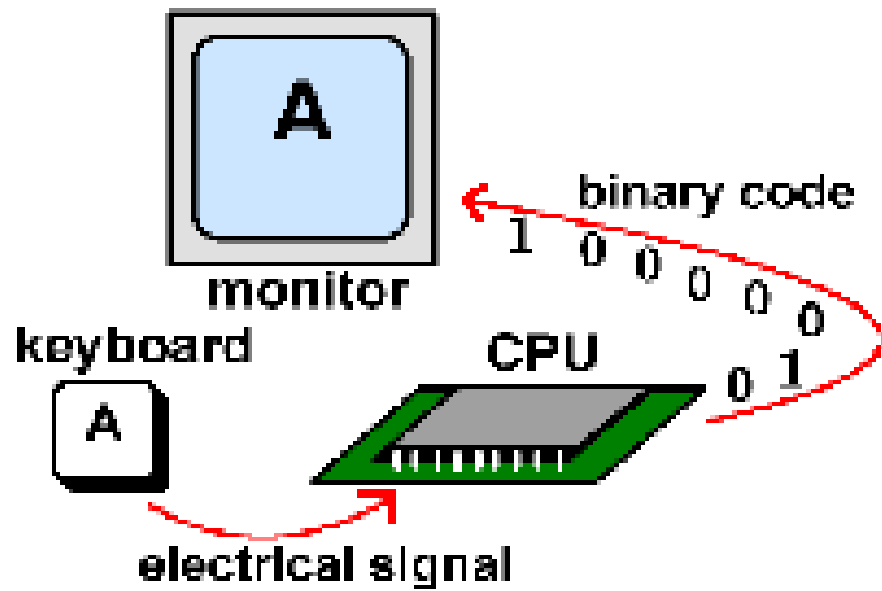 A
binary code
1 0 0 0 0 0
monitor
keyboard
CPU
0 1
A
electrical signal